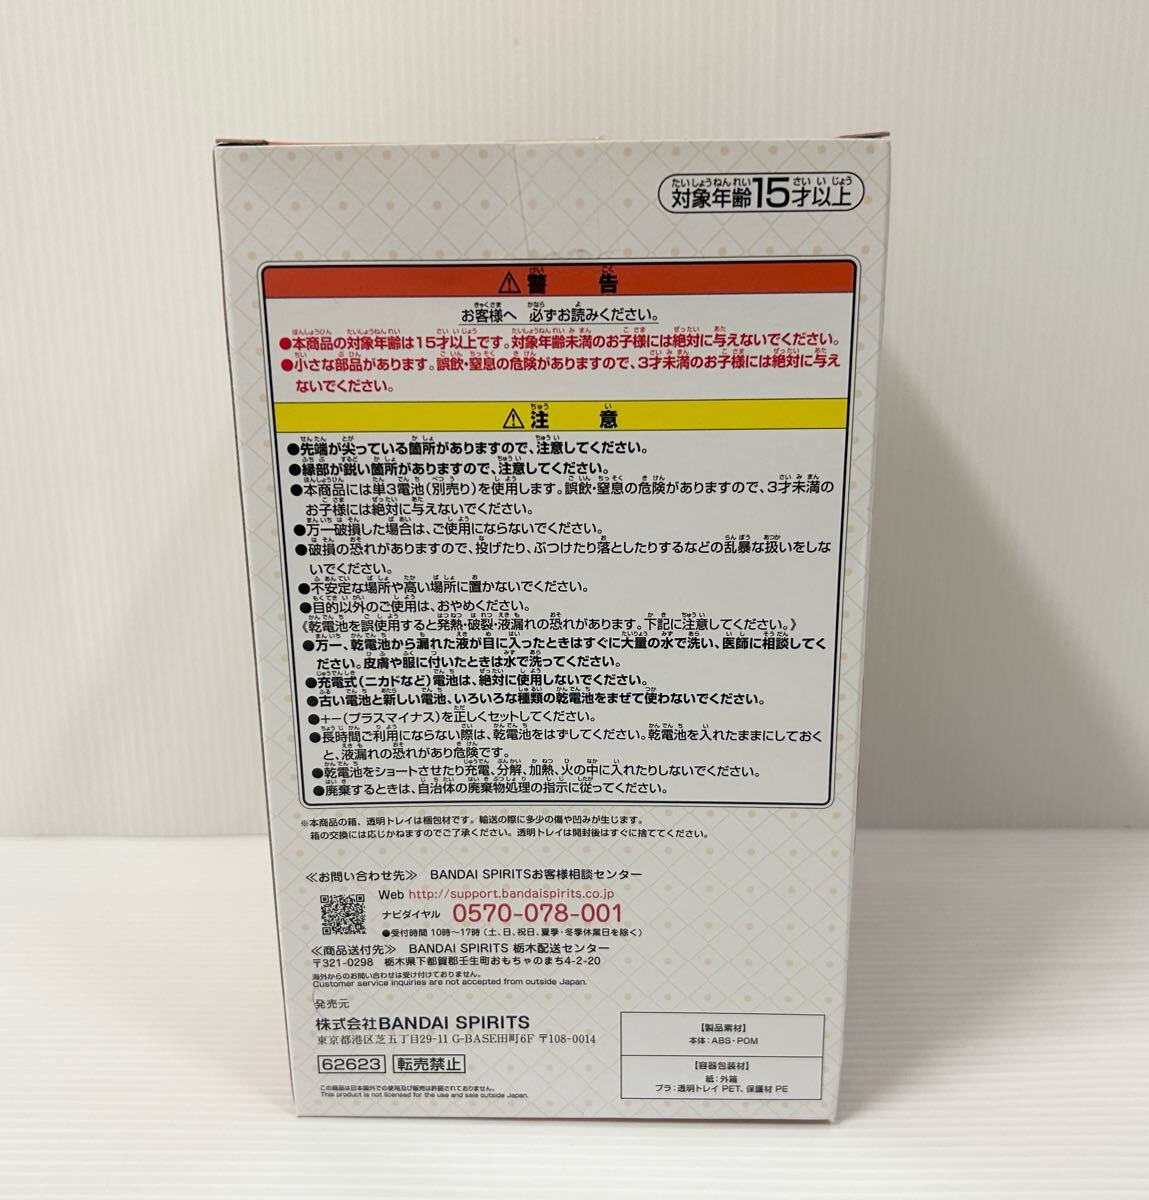 対象年齢15才以上
⚠警告
お客様へ 必ずお読みください。
●本商品の対象年齢は15才以上です。対象年齢未満のお子様には絶対に与えないでください。
●小さな部品があります。誤飲・窒息の危険がありますので、3才未満のお子様には絶対に与え
ないでください。
⚠注意
●先端が尖っている箇所がありますので、注意してください。
●縁部が鋭い箇所がありますので、注意してください。
●本商品には単3電池(別売り)を使用します。誤飲・窒息の危険がありますので、3才未満の
お子様には絶対に与えないでください。
●万一破損した場合は、ご使用にならないでください。
●破損の恐れがありますので、投げたり、ぶつけたり落としたりするなどの乱暴な扱いをしな
いでください。
●不安定な場所や高い場所に置かないでください。
●目的以外のご使用は、おやめください。
《乾電池を誤使用すると発熱・破裂・液漏れの恐れがあります。下記に注意してください。》
●万一、乾電池から漏れた液が目に入ったときはすぐに大量の水で洗い、医師に相談してく
ださい。皮膚や服に付いたときは水で洗ってください。
●充電式(ニカドなど)電池は、絶対に使用しないでください。
●古い電池と新しい電池、いろいろな種類の乾電池をまぜて使わないでください。
●+-(プラスマイナス)を正しくセットしてください。
●長時間ご利用にならない際は、乾電池をはずしてください。乾電池を入れたままにしておく
と、液漏れの恐れがあり危険です。
●乾電池をショートさせたり充電、分解、加熱、火の中に入れたりしないでください。
●廃棄するときは、自治体の廃棄物処理の指示に従ってください。
※本商品の箱、透明トレイは梱包材です。輸送の際に多少の傷や凹みが生じます。
箱の交換には応じかねますのでご了承ください。透明トレイは開封後はすぐに捨ててください。
≪お問い合わせ先≫ BANDAI SPIRITSお客様相談センター
Web http://support.bandaispirits.co.jp
ナビダイヤル 0570-078-001
●受付時間 10時～17時 (土、日、祝日、夏季・冬季休業日を除く)
≪商品送付先≫ BANDAI SPIRITS 栃木配送センター
〒321-0298 栃木県下都賀郡壬生町おもちゃのまち4-2-20
海外からのお問い合わせは受け付けておりません。
Customer service inquiries are not accepted from outside Japan.
発売元
株式会社BANDAI SPIRITS
東京都港区芝五丁目29-11 G-BASE田町6F 〒108-0014
62623 転売禁止
この商品は日本国外での使用及び販売は許諾されておりません。
This product is not licensed for the use and sale outside Japan.
【製品素材】
本体:ABS・POM
【容器包装材】
紙:外箱
プラ:透明トレイ PET、保護材 PE